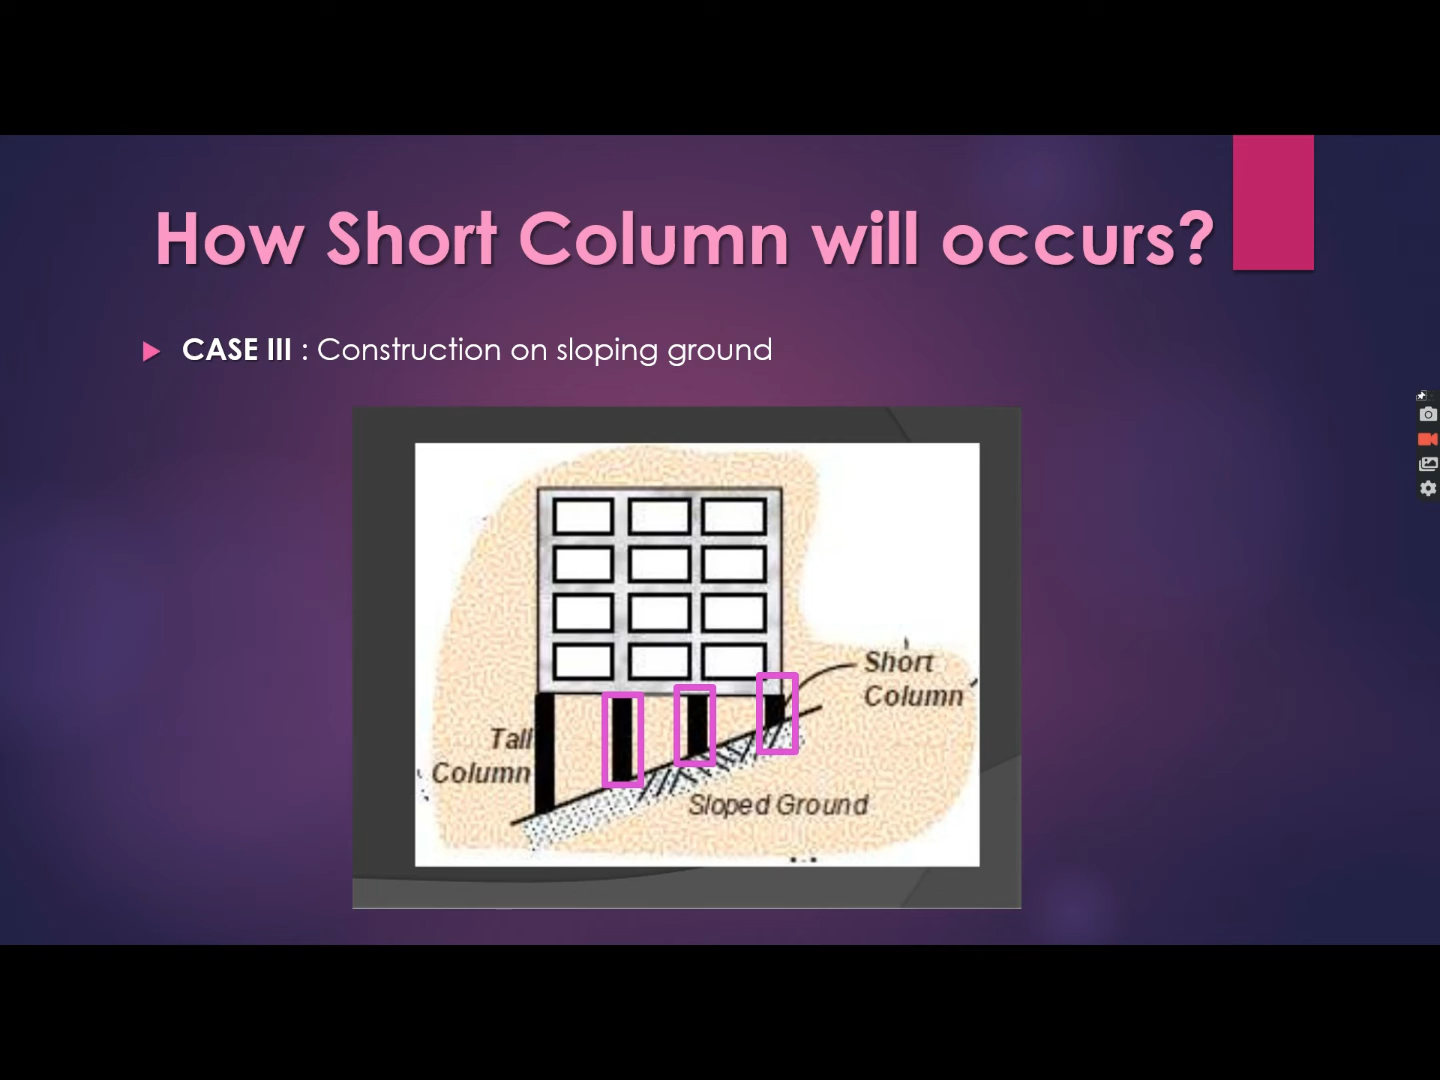 How Short Column will occurs?
CASE III : Construction on sloping ground
Short
Column
Tall
Column
Sloped Ground